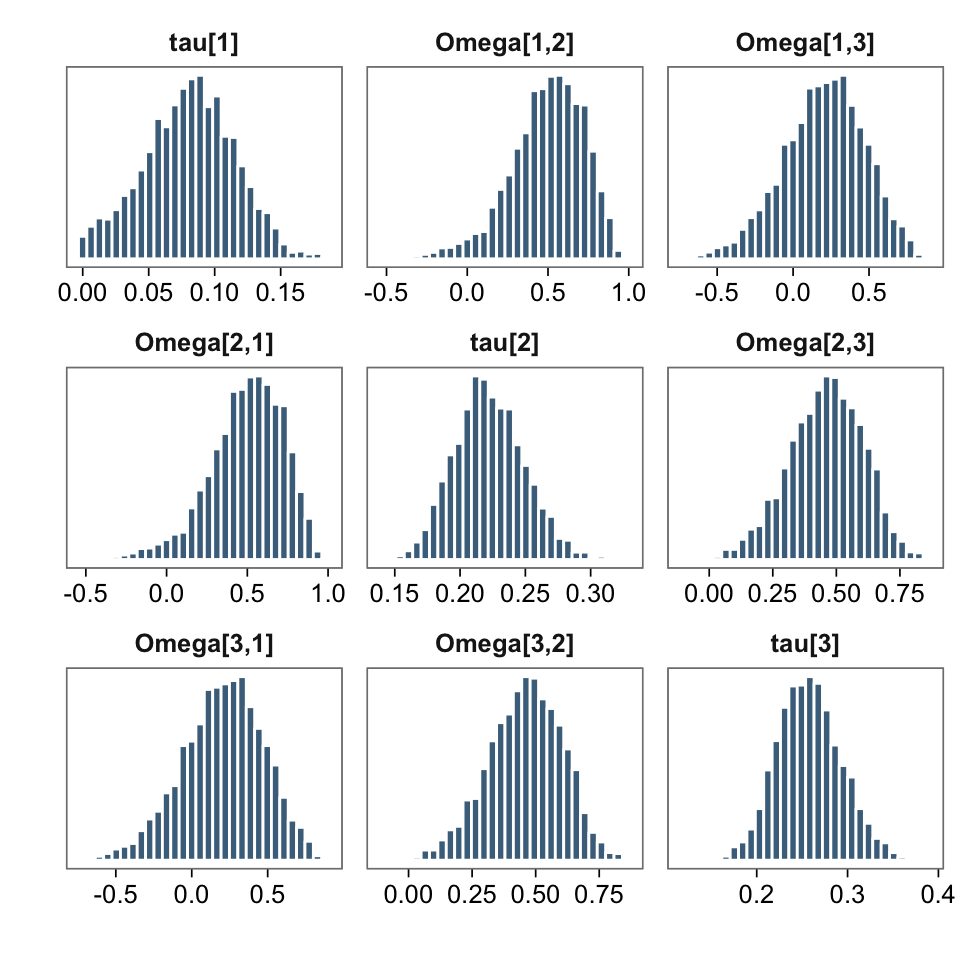 tau[1] Omega[1,2] Omega[1,3]
0.00 0.05 0.10 0.15 -0.5 0.0 0.5 1.0 -0.5 0.0 0.5
Omega[2,1] tau[2] Omega[2,3]
-0.5 0.0 0.5 1.0 0.15 0.20 0.25 0.30 0.00 0.25 0.50 0.75
Omega[3,1] Omega[3,2] tau[3]
-0.5 0.0 0.5 0.00 0.25 0.50 0.75 0.2 0.3 0.4